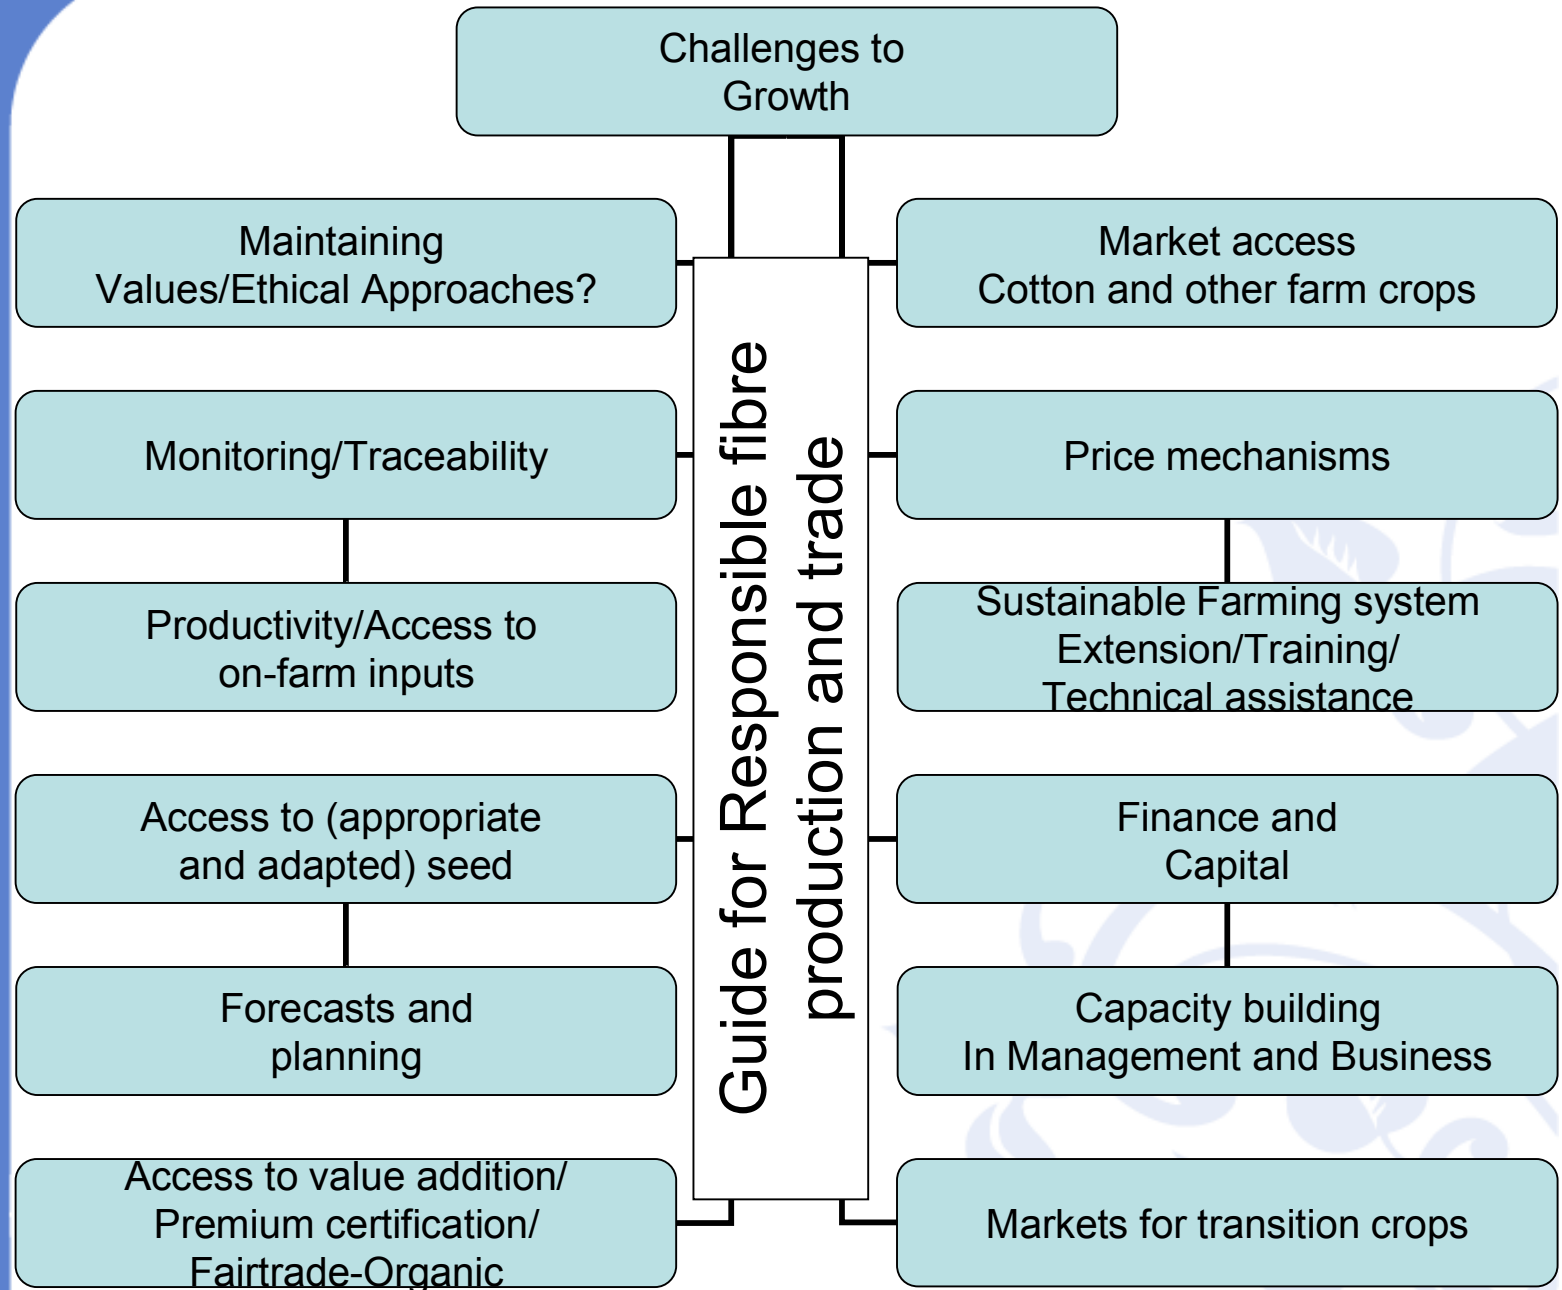 Challenges to
Growth
Maintaining
Values/Ethical Approaches?
Market access
Cotton and other farm crops
Monitoring/Traceability
Price mechanisms
Guide for Responsible fibre
production and trade
Productivity/Access to
on-farm inputs
Sustainable Farming system
Extension/Training/
Technical assistance
Access to (appropriate
and adapted) seed
Finance and
Capital
Forecasts and
planning
Capacity building
In Management and Business
Access to value addition/
Premium certification/
Fairtrade-Organic
Markets for transition crops